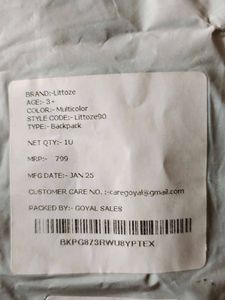 BRAND:-Littoze
AGE:- 3+
COLOR:- Multicolor
STYLE CODE:- Littoze90
TYPE:- Backpack
NET QTY:- 1U
MRP:- 799
MFG DATE:- JAN 25
CUSTOMER CARE NO. :-caregoyal@gmail.com
PACKED BY:- GOYAL SALES
BKPG873RWU8YPTEX